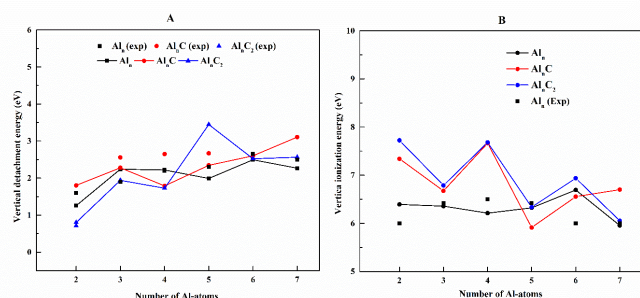 A
Vertical detachment energy (eV)
6
5
4
3
2
1
0
Aln (exp) AlnC (exp) AlnC2 (exp)
Aln AlnC AlnC2
2 3 4 5 6 7
Number of Al-atoms
B
Vertica ionization energy (eV)
10
9
8
7
6
5
Aln
AlnC
AlnC2
Aln (Exp)
2 3 4 5 6 7
Number of Al-atoms